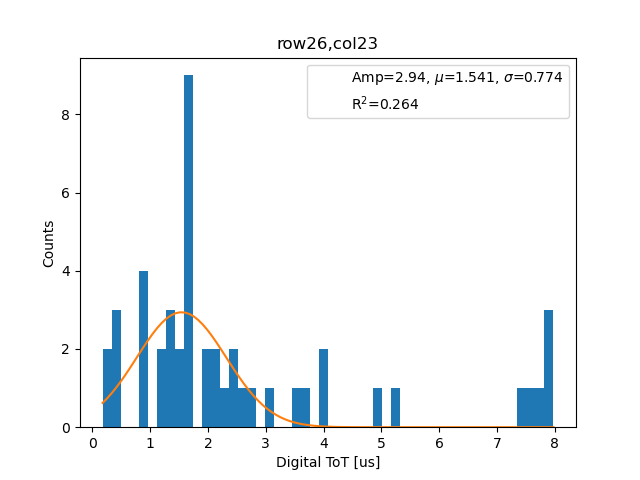 row26,col23
Amp=2.94, μ=1.541, σ=0.774
R²=0.264
Counts
8
6
4
2
0
0 1 2 3 4 5 6 7 8
Digital ToT [us]